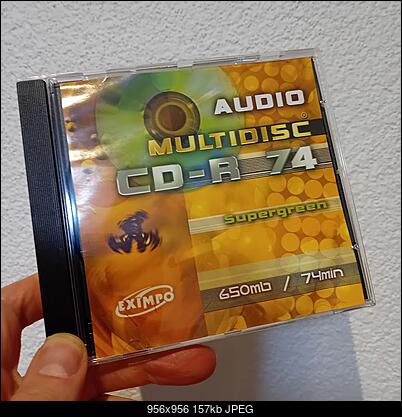 AUDIO
MULTIDISC®
CD-R 74
Supergreen
EXIMPO
650mb / 74min
956x956 157kb JPEG